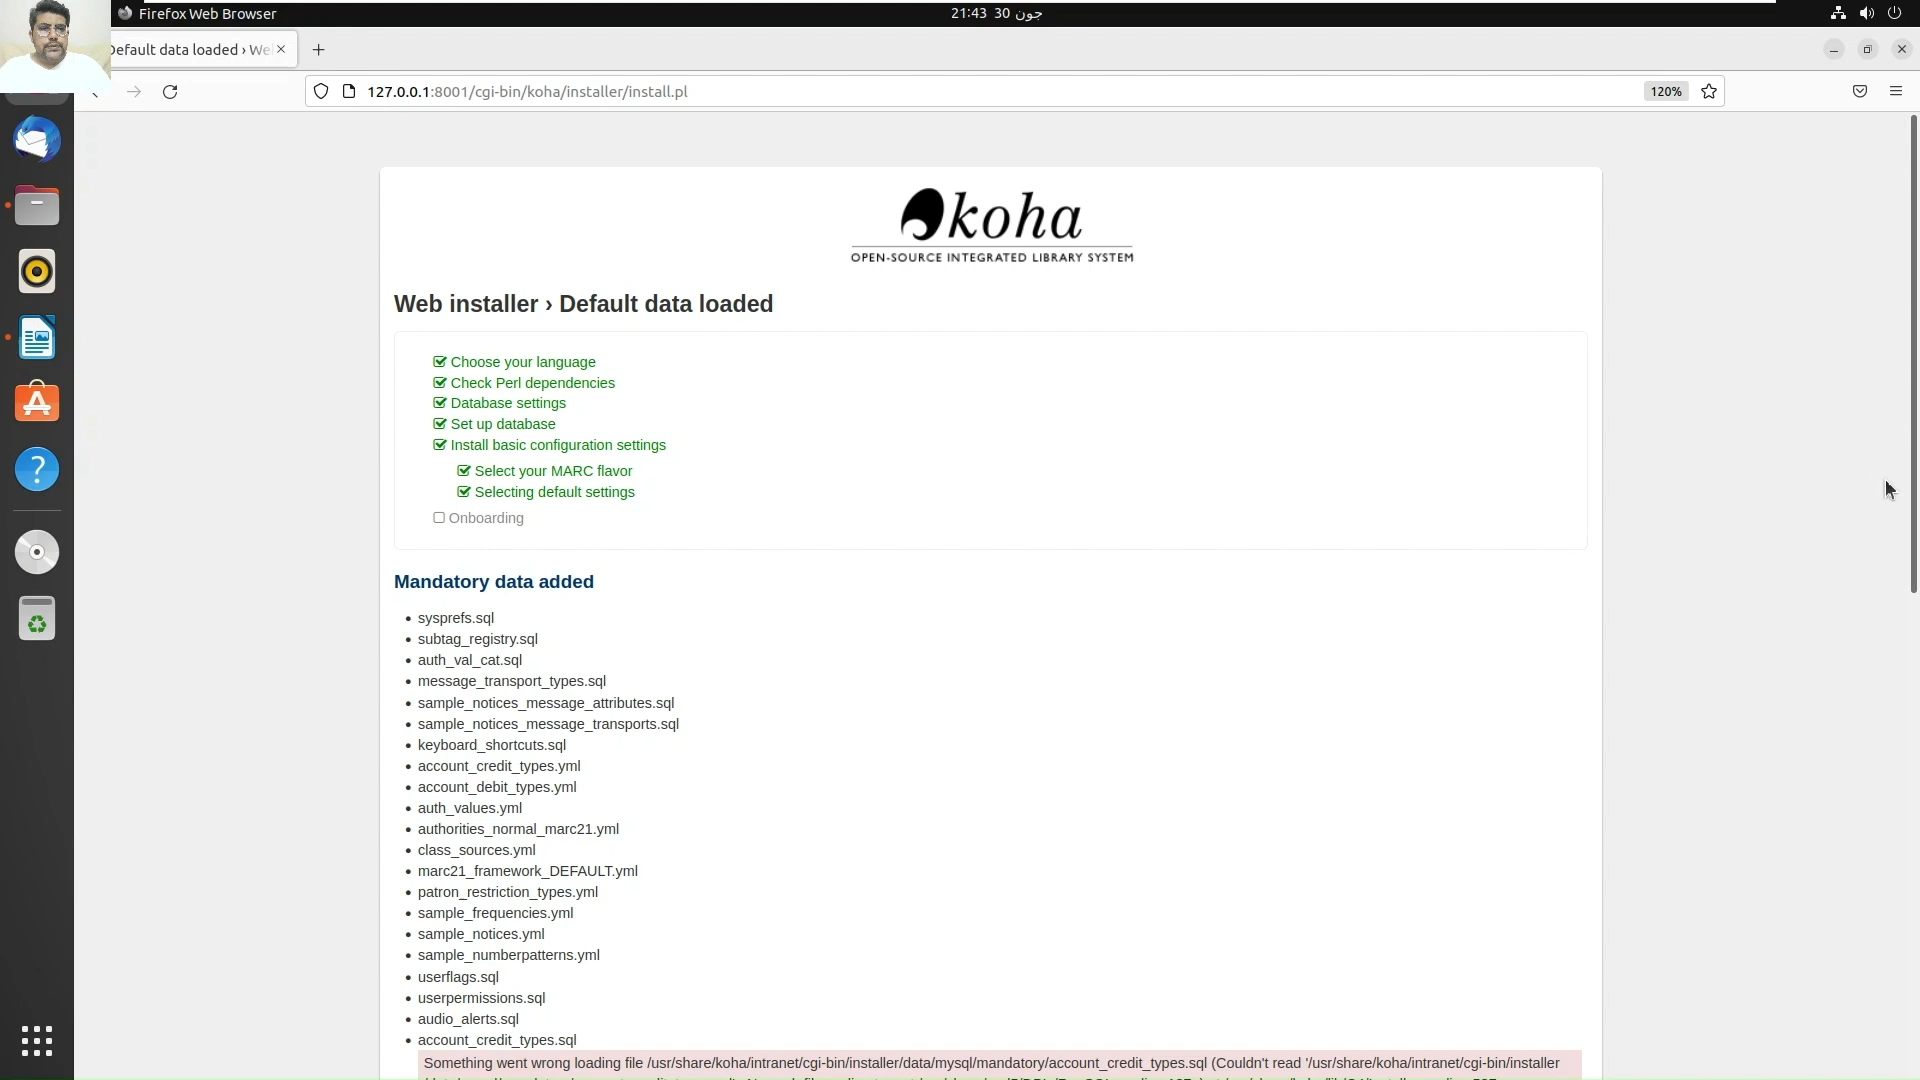 Firefox Web Browser
21:43 30 جون
Default data loaded › We
127.0.0.1:8001/cgi-bin/koha/installer/install.pl
120%
koha
OPEN-SOURCE INTEGRATED LIBRARY SYSTEM
Web installer › Default data loaded
Choose your language
Check Perl dependencies
Database settings
Set up database
Install basic configuration settings
Select your MARC flavor
Selecting default settings
Onboarding
Mandatory data added
• sysprefs.sql
• subtag_registry.sql
• auth_val_cat.sql
• message_transport_types.sql
• sample_notices_message_attributes.sql
• sample_notices_message_transports.sql
• keyboard_shortcuts.sql
• account_credit_types.yml
• account_debit_types.yml
• auth_values.yml
• authorities_normal_marc21.yml
• class_sources.yml
• marc21_framework_DEFAULT.yml
• patron_restriction_types.yml
• sample_frequencies.yml
• sample_notices.yml
• sample_numberpatterns.yml
• userflags.sql
• userpermissions.sql
• audio_alerts.sql
• account_credit_types.sql
Something went wrong loading file /usr/share/koha/intranet/cgi-bin/installer/data/mysql/mandatory/account_credit_types.sql (Couldn't read '/usr/share/koha/intranet/cgi-bin/installer